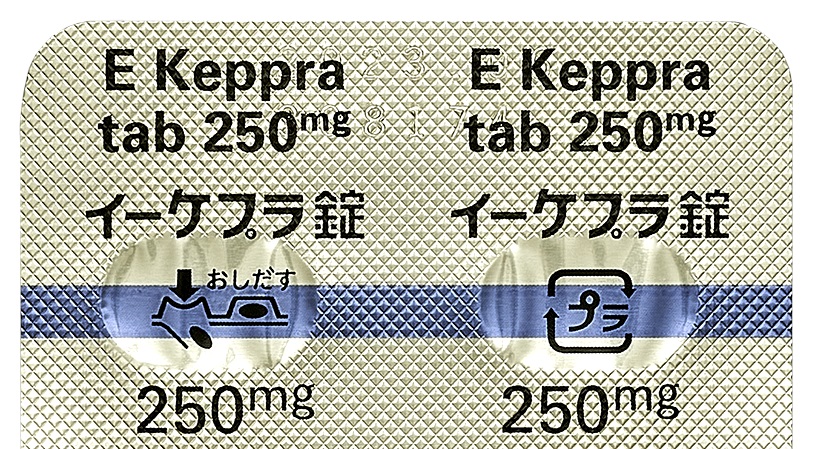 E Keppra E Keppra
tab 250mg tab 250mg
イーケプラ錠 イーケプラ錠
おしだす プラ
250mg 250mg